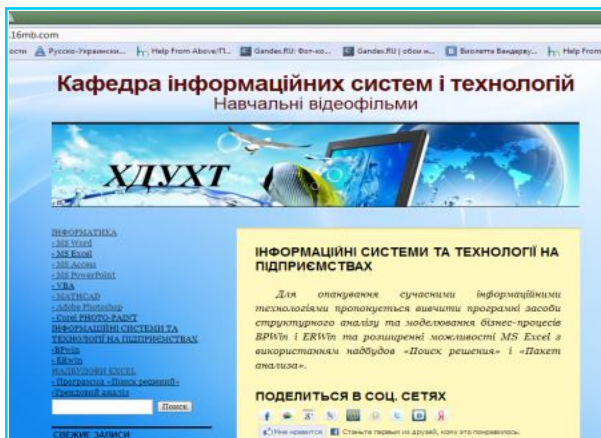 .16mb.com
Русско-Украински... Help From Above/П... Gandex.RU: Фот-ко... Gandex.RU | обои н... Виолетта Бандерку... Help From
Кафедра інформаційних систем і технологій
Навчальні відеофільми
ХДУХТ
ІНФОРМАТИКА
- MS Word
- MS Excel
- MS Access
- MS PowerPoint
- VBA
- MATHCAD
- Adobe Photoshop
- Corel PHOTO-PAINT
ІНФОРМАЦІЙНІ СИСТЕМИ ТА
ТЕХНОЛОГІЇ НА ПІДПРИЄМСТВАХ
-BPwin
- ERwin
НАДБУДОВИ EXCEL
- Программа «Поиск решений»
-Трендовый анализ
Поиск
СВЕЖИЕ ЗАПИСИ
ІНФОРМАЦІЙНІ СИСТЕМИ ТА ТЕХНОЛОГІЇ НА
ПІДПРИЄМСТВАХ
Для опанування сучасними інформаційними
технологіями пропонується вивчити програмні засоби
структурного аналізу та моделювання бізнес-процесів
BPWin і ERWin та розширенні можливості MS Excel з
використанням надбудов «Поиск решения» і «Пакет
анализа».
ПОДЕЛИТЬСЯ В СОЦ. СЕТЯХ
Мне нравится Станьте первым из друзей, кому это понравилось.